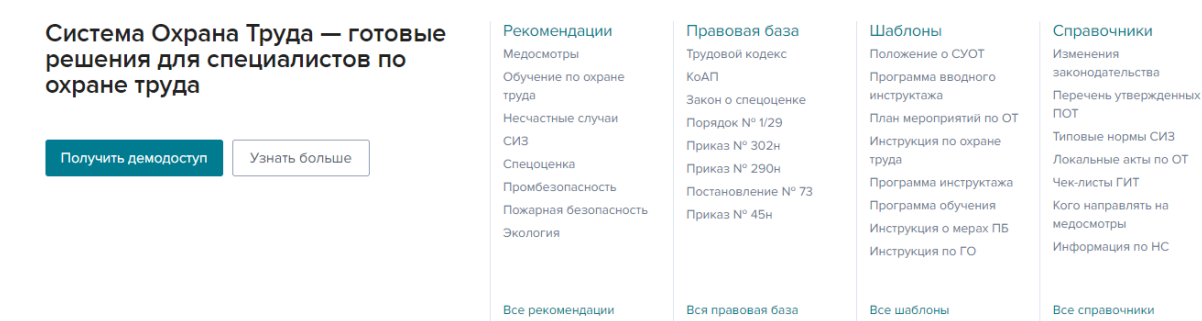 Система Охрана Труда — готовые
решения для специалистов по
охране труда
Получить демодоступ
Узнать больше
Рекомендации
Медосмотры
Обучение по охране
труда
Несчастные случаи
СИЗ
Спецоценка
Промбезопасность
Пожарная безопасность
Экология
Все рекомендации
Правовая база
Трудовой кодекс
КоАП
Закон о спецоценке
Порядок № 1/29
Приказ № 302н
Приказ № 290н
Постановление № 73
Приказ № 45н
Вся правовая база
Шаблоны
Положение о СУОТ
Программа вводного
инструктажа
План мероприятий по ОТ
Инструкция по охране
труда
Программа инструктажа
Программа обучения
Инструкция о мерах ПБ
Инструкция по ГО
Все шаблоны
Справочники
Изменения
законодательства
Перечень утвержденных
ПОТ
Типовые нормы СИЗ
Локальные акты по ОТ
Чек-листы ГИТ
Кого направлять на
медосмотры
Информация по НС
Все справочники